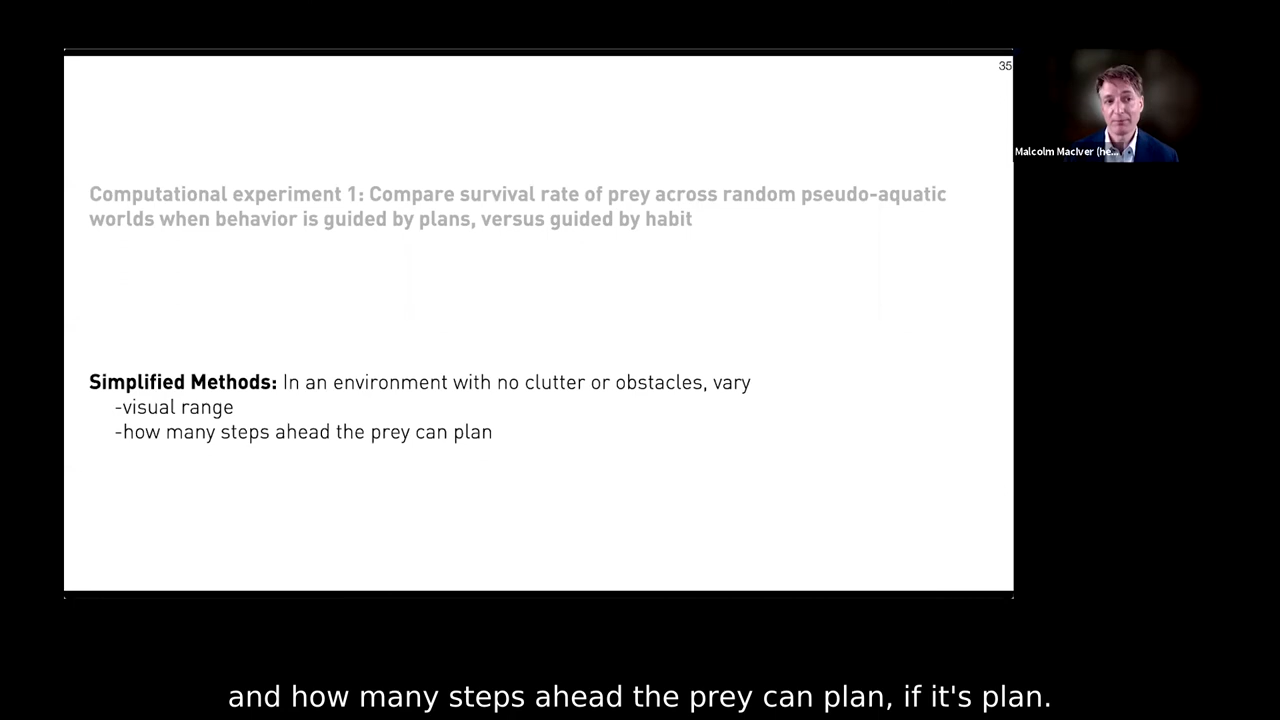 35
Computational experiment 1: Compare survival rate of prey across random pseudo-aquatic
worlds when behavior is guided by plans, versus guided by habit
Simplified Methods: In an environment with no clutter or obstacles, vary
-visual range
-how many steps ahead the prey can plan
Malcolm MacIver (he...
and how many steps ahead the prey can plan, if it's plan.